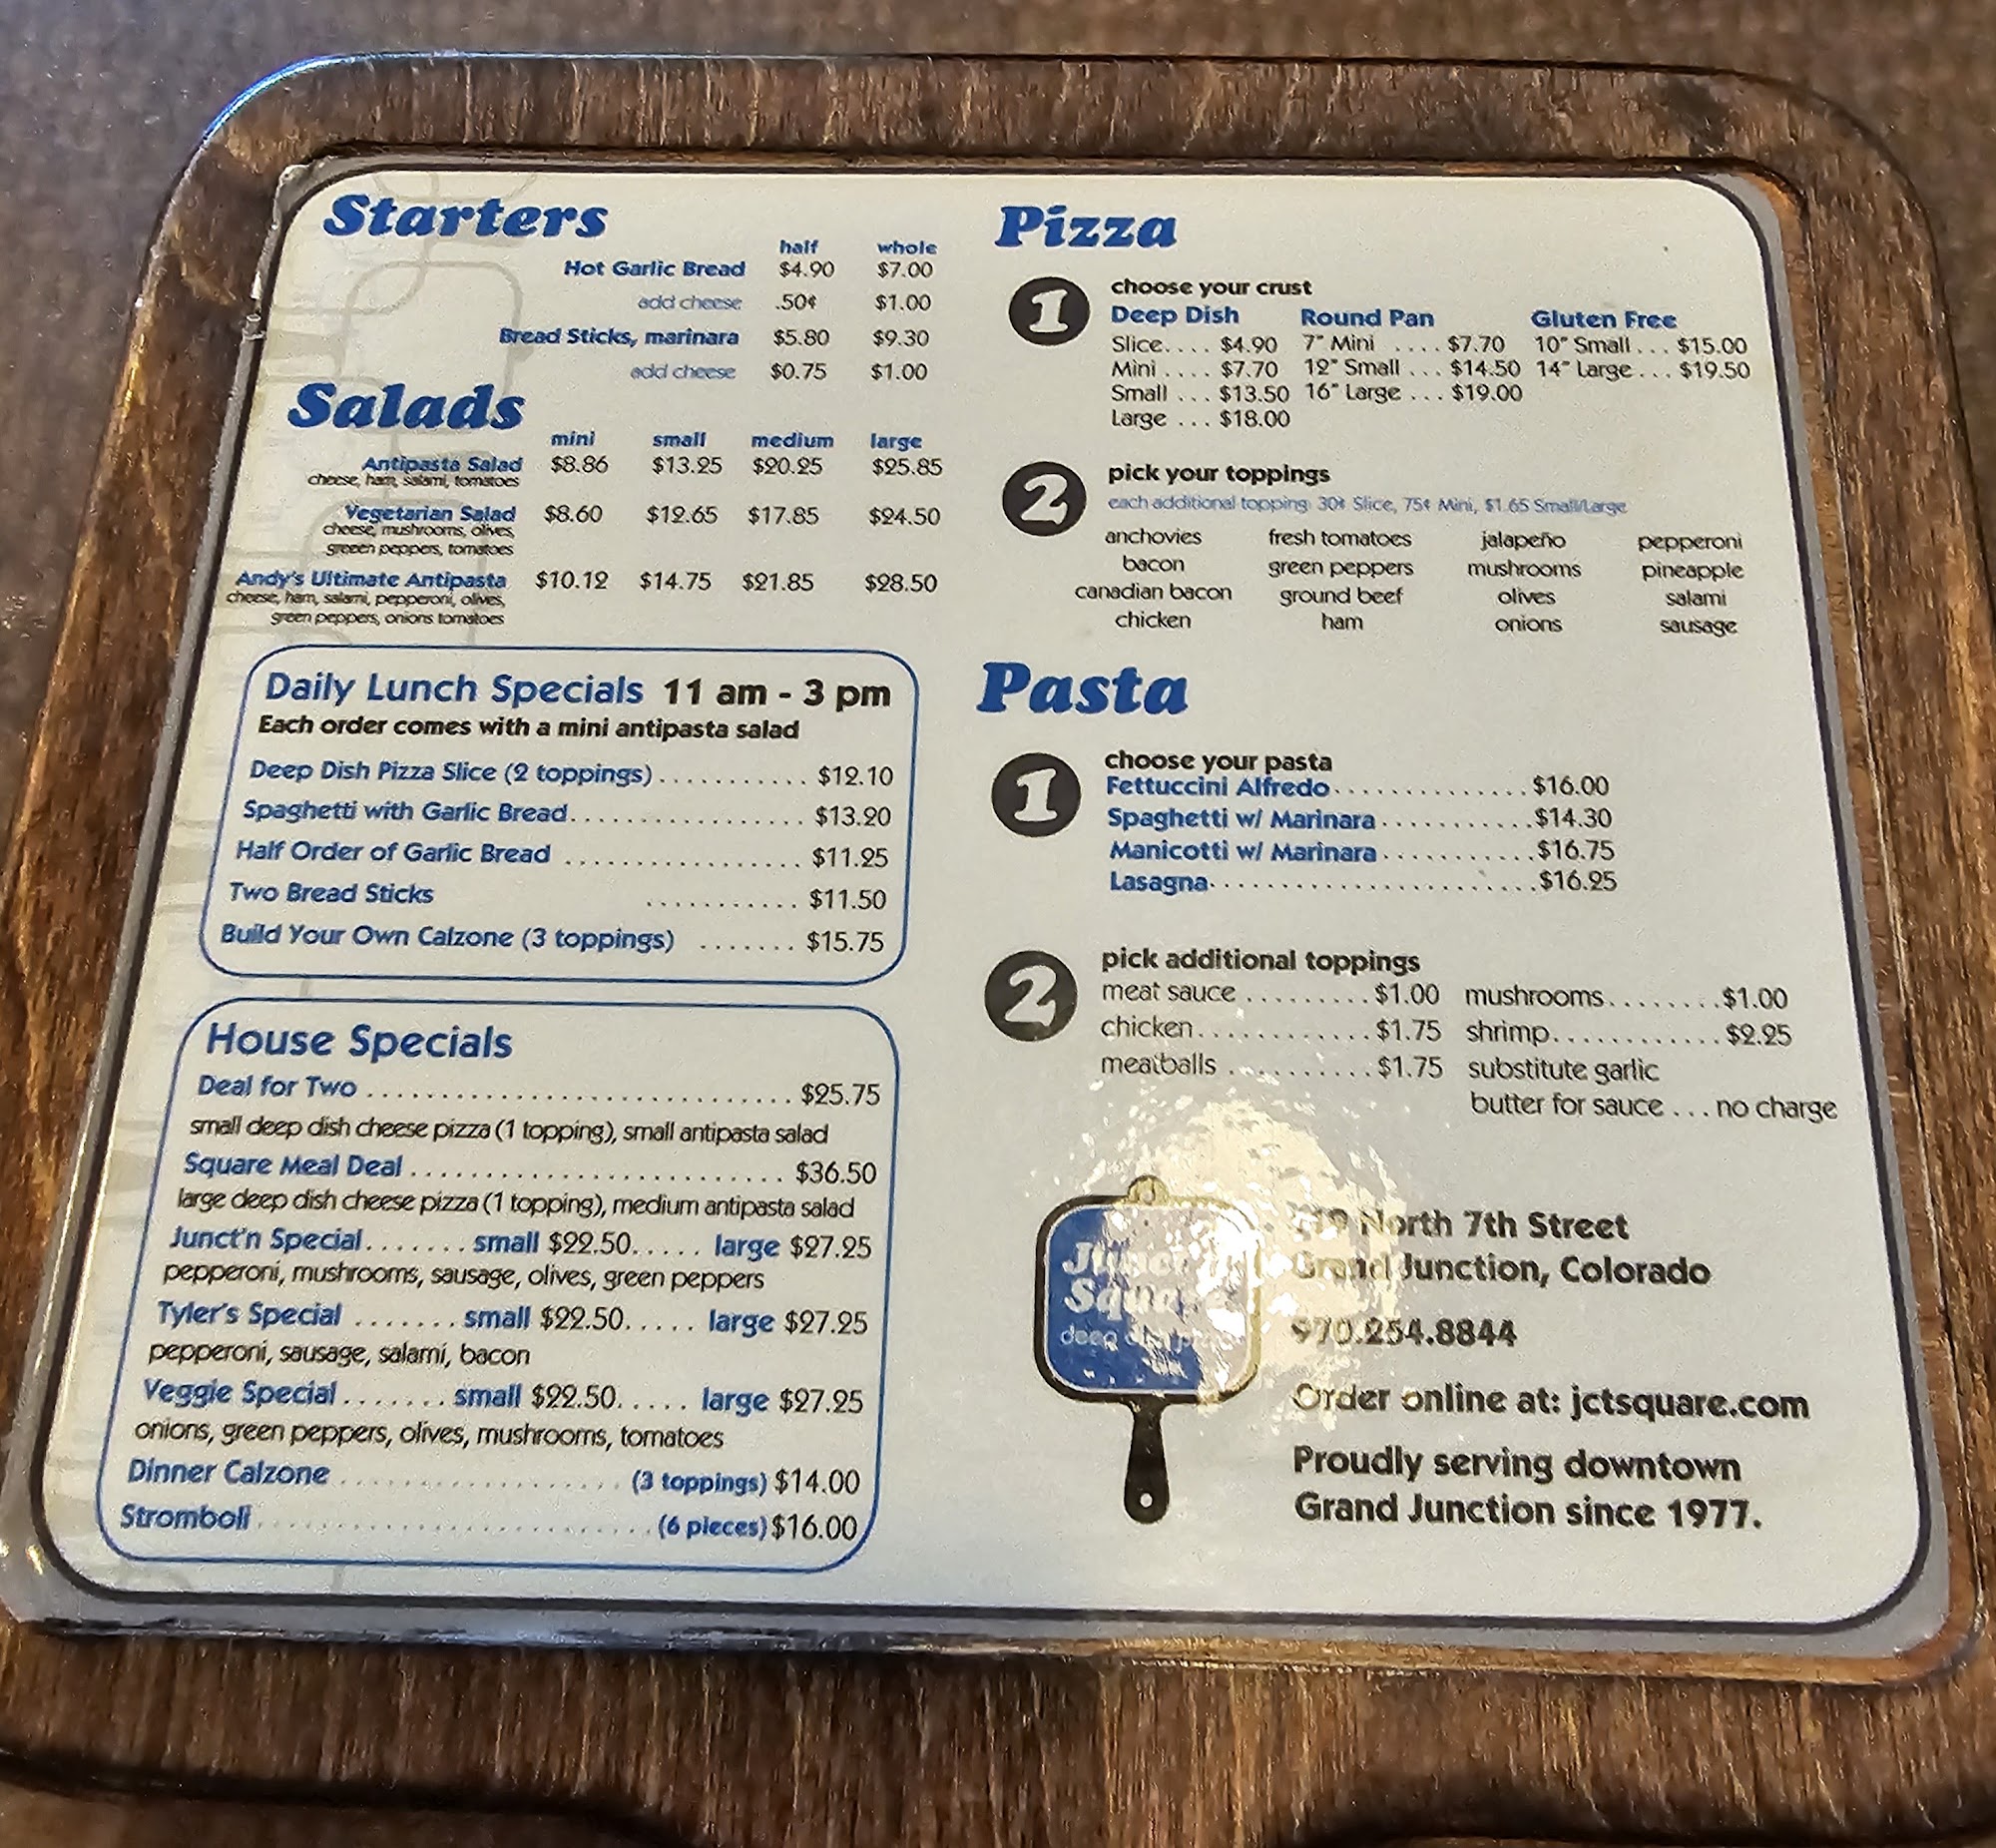 Starters
half whole
Hot Garlic Bread $4.90 $7.00
add cheese .50¢ $1.00
Bread Sticks, marinara $5.80 $9.30
add cheese $0.75 $1.00
Salads
mini small medium large
Antipasta Salad $8.86 $13.25 $20.25 $25.85
cheese, ham, salami, tomatoes
Vegetarian Salad $8.60 $12.65 $17.85 $24.50
cheese, mushrooms, olives,
greeen peppers, tomatoes
Andy's Ultimate Antipasta $10.12 $14.75 $21.85 $28.50
cheese, ham, salami, pepperoni, olives,
green peppers, onions tomatoes
Daily Lunch Specials 11 am - 3 pm
Each order comes with a mini antipasta salad
Deep Dish Pizza Slice (2 toppings)........... $12.10
Spaghetti with Garlic Bread.................. $13.20
Half Order of Garlic Bread .................. $11.25
Two Bread Sticks ........... $11.50
Build Your Own Calzone (3 toppings) ....... $15.75
House Specials
Deal for Two .............................. $25.75
small deep dish cheese pizza (1 topping), small antipasta salad
Square Meal Deal .......................... $36.50
large deep dish cheese pizza (1 topping), medium antipasta salad
Junct'n Special....... small $22.50..... large $27.25
pepperoni, mushrooms, sausage, olives, green peppers
Tyler's Special ....... small $22.50..... large $27.25
pepperoni, sausage, salami, bacon
Veggie Special ....... small $22.50..... large $27.25
onions, green peppers, olives, mushrooms, tomatoes
Dinner Calzone ................... (3 toppings) $14.00
Stromboli .......................... (6 pieces) $16.00
Pizza
1 choose your crust
Deep Dish Round Pan Gluten Free
Slice.... $4.90 7" Mini .... $7.70 10" Small ... $15.00
Mini .... $7.70 12" Small ... $14.50 14" Large... $19.50
Small ... $13.50 16" Large ... $19.00
Large ... $18.00
2 pick your toppings
each additional topping: 30¢ Slice, 75¢ Mini, $1.65 Small/Large
anchovies fresh tomatoes jalapeño pepperoni
bacon green peppers mushrooms pineapple
canadian bacon ground beef olives salami
chicken ham onions sausage
Pasta
1 choose your pasta
Fettuccini Alfredo.............. $16.00
Spaghetti w/ Marinara ........... $14.30
Manicotti w/ Marinara ........... $16.75
Lasagna......................... $16.25
2 pick additional toppings
meat sauce .......... $1.00 mushrooms........ $1.00
chicken............. $1.75 shrimp............ $2.25
meatballs .......... $1.75 substitute garlic
butter for sauce ... no charge
Junct'n
Square
deep dish pizza
North 7th Street
Grand Junction, Colorado
970.254.8844
Order online at: jctsquare.com
Proudly serving downtown
Grand Junction since 1977.